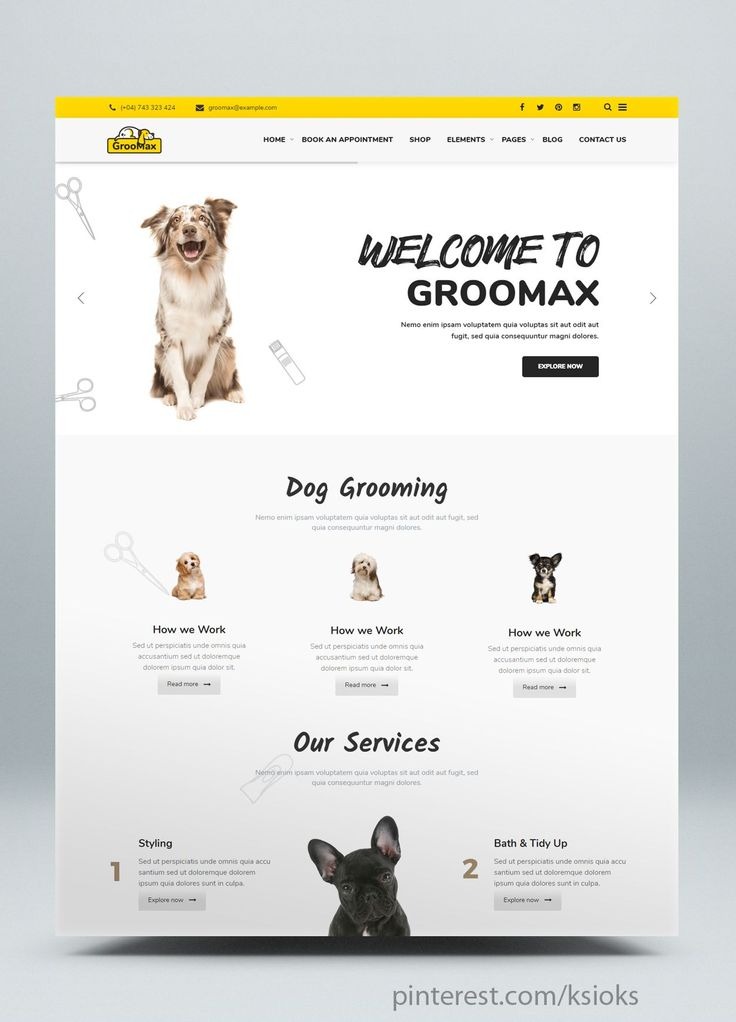 (+04) 743 323 424 groomax@example.com
GrooMax HOME BOOK AN APPOINTMENT SHOP ELEMENTS PAGES BLOG CONTACT US
WELCOME TO
GROOMAX
Nemo enim ipsam voluptatem quia voluptas sit aut odit aut
fugit, sed quia consequuntur magni dolores.
EXPLORE NOW
Dog Grooming
Nemo enim ipsam voluptatem quia voluptas sit aut odit aut fugit, sed
quia consequuntur magni dolores.
How we Work
Sed ut perspiciatis unde omnis quia
accusantium sed ut doloremque
dolorem ipsum quia dolor sit.
Read more
How we Work
Sed ut perspiciatis unde omnis quia
accusantium sed ut doloremque
dolorem ipsum quia dolor sit.
Read more
How we Work
Sed ut perspiciatis unde omnis quia
accusantium sed ut doloremque
dolorem ipsum quia dolor sit.
Read more
Our Services
Nemo enim ipsam voluptatem quia voluptas sit aut odit aut fugit, sed
quia consequuntur magni dolores.
1
Styling
Sed ut perspiciatis unde omnis quia accu
santium sed ut doloremque dolorem
ipsum quia dolores sunt in culpa.
Explore now
2
Bath & Tidy Up
Sed ut perspiciatis unde omnis quia accu
santium sed ut doloremque dolorem
ipsum quia dolores sunt in culpa.
Explore now
pinterest.com/ksioks